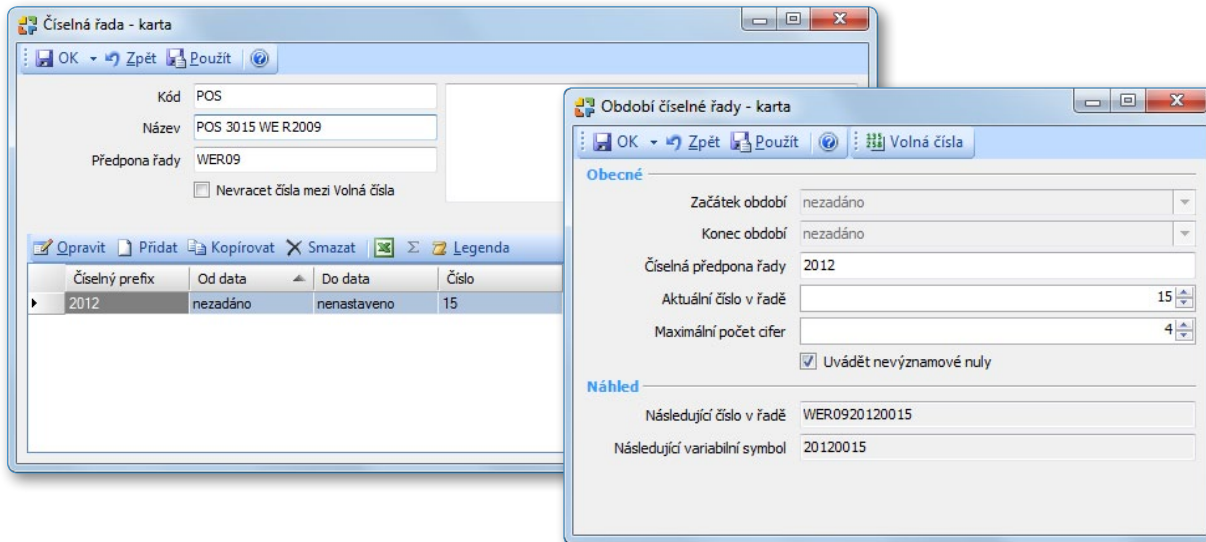 Číselná řada - karta
OK Zpět Použít
Kód POS
Název POS 3015 WE R2009
Předpona řady WER09
Nevracet čísla mezi Volná čísla
Opravit Přidat Kopírovat Smazat Σ Legenda
Číselný prefix Od data Do data Číslo
2012 nezadáno nenastaveno 15
Období číselné řady - karta
OK Zpět Použít Volná čísla
Obecné
Začátek období nezadáno
Konec období nezadáno
Číselná předpona řady 2012
Aktuální číslo v řadě 15
Maximální počet cifer 4
Uvádět nevýznamové nuly
Náhled
Následující číslo v řadě WER0920120015
Následující variabilní symbol 20120015